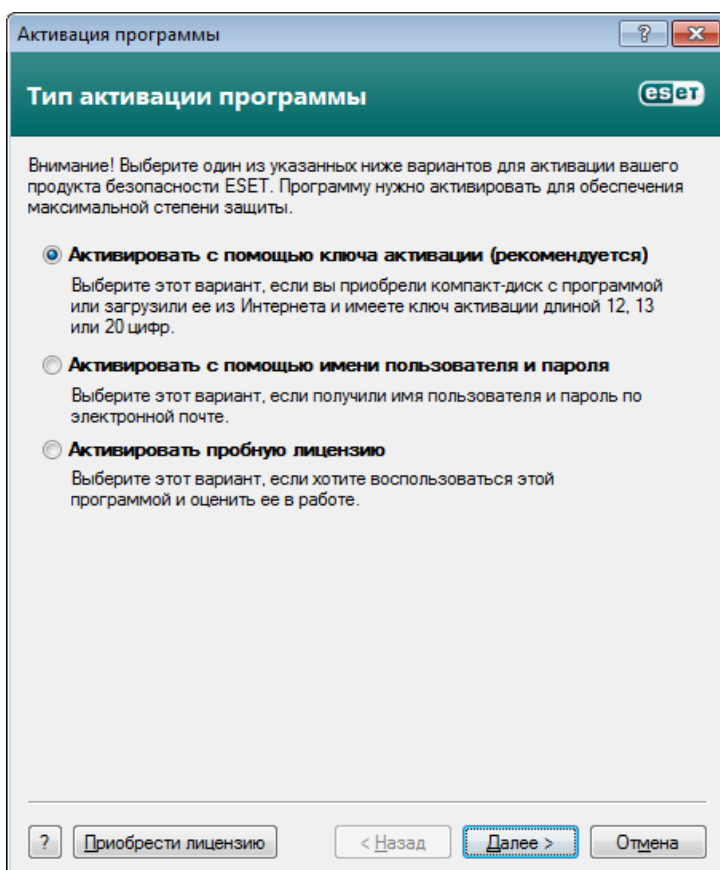 Активация программы
?
Тип активации программы
eset
Внимание! Выберите один из указанных ниже вариантов для активации вашего
продукта безопасности ESET. Программу нужно активировать для обеспечения
максимальной степени защиты.
Активировать с помощью ключа активации (рекомендуется)
Выберите этот вариант, если вы приобрели компакт-диск с программой
или загрузили ее из Интернета и имеете ключ активации длиной 12, 13
или 20 цифр.
Активировать с помощью имени пользователя и пароля
Выберите этот вариант, если получили имя пользователя и пароль по
электронной почте.
Активировать пробную лицензию
Выберите этот вариант, если хотите воспользоваться этой
программой и оценить ее в работе.
? Приобрести лицензию < Назад Далее > Отмена